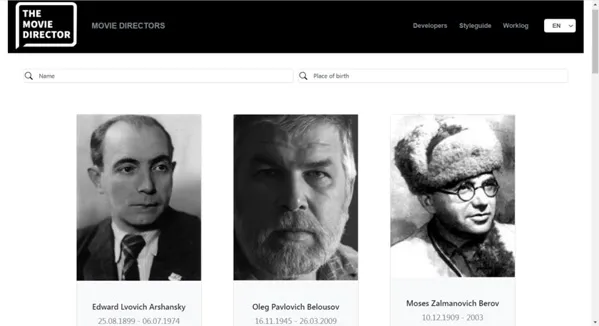 THE
MOVIE
DIRECTOR
MOVIE DIRECTORS
Developers Styleguide Worklog EN
Name
Place of birth
Edward Lvovich Arshansky
25.08.1899 - 06.07.1974
Oleg Pavlovich Belousov
16.11.1945 - 26.03.2009
Moses Zalmanovich Berov
10.12.1909 - 2003